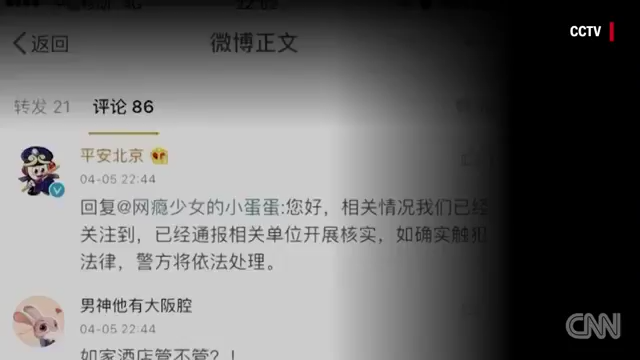 22:03
CCTV
返回
微博正文
转发 21
评论 86
平安北京
04-05 22:44
回复@网瘾少女的小蛋蛋:您好，相关情况我们已经
关注到，已经通报相关单位开展核实，如确实触犯
法律，警方将依法处理。
男神他有大阪腔
04-05 22:44
如家酒店管不管？！
CNN